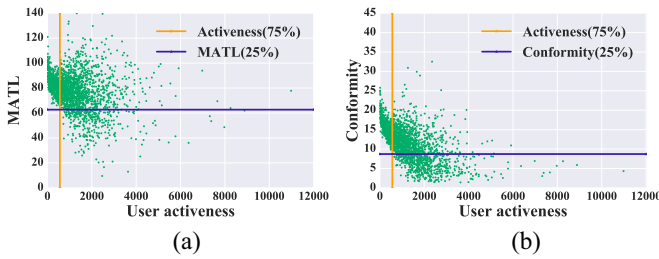 140
120
100
80
60
40
20
0
MATL
Activeness(75%)
MATL(25%)
0 2000 4000 6000 8000 10000 12000
User activeness
(a)
45
40
35
30
25
20
15
10
5
0
Conformity
Activeness(75%)
Conformity(25%)
0 2000 4000 6000 8000 10000 12000
User activeness
(b)